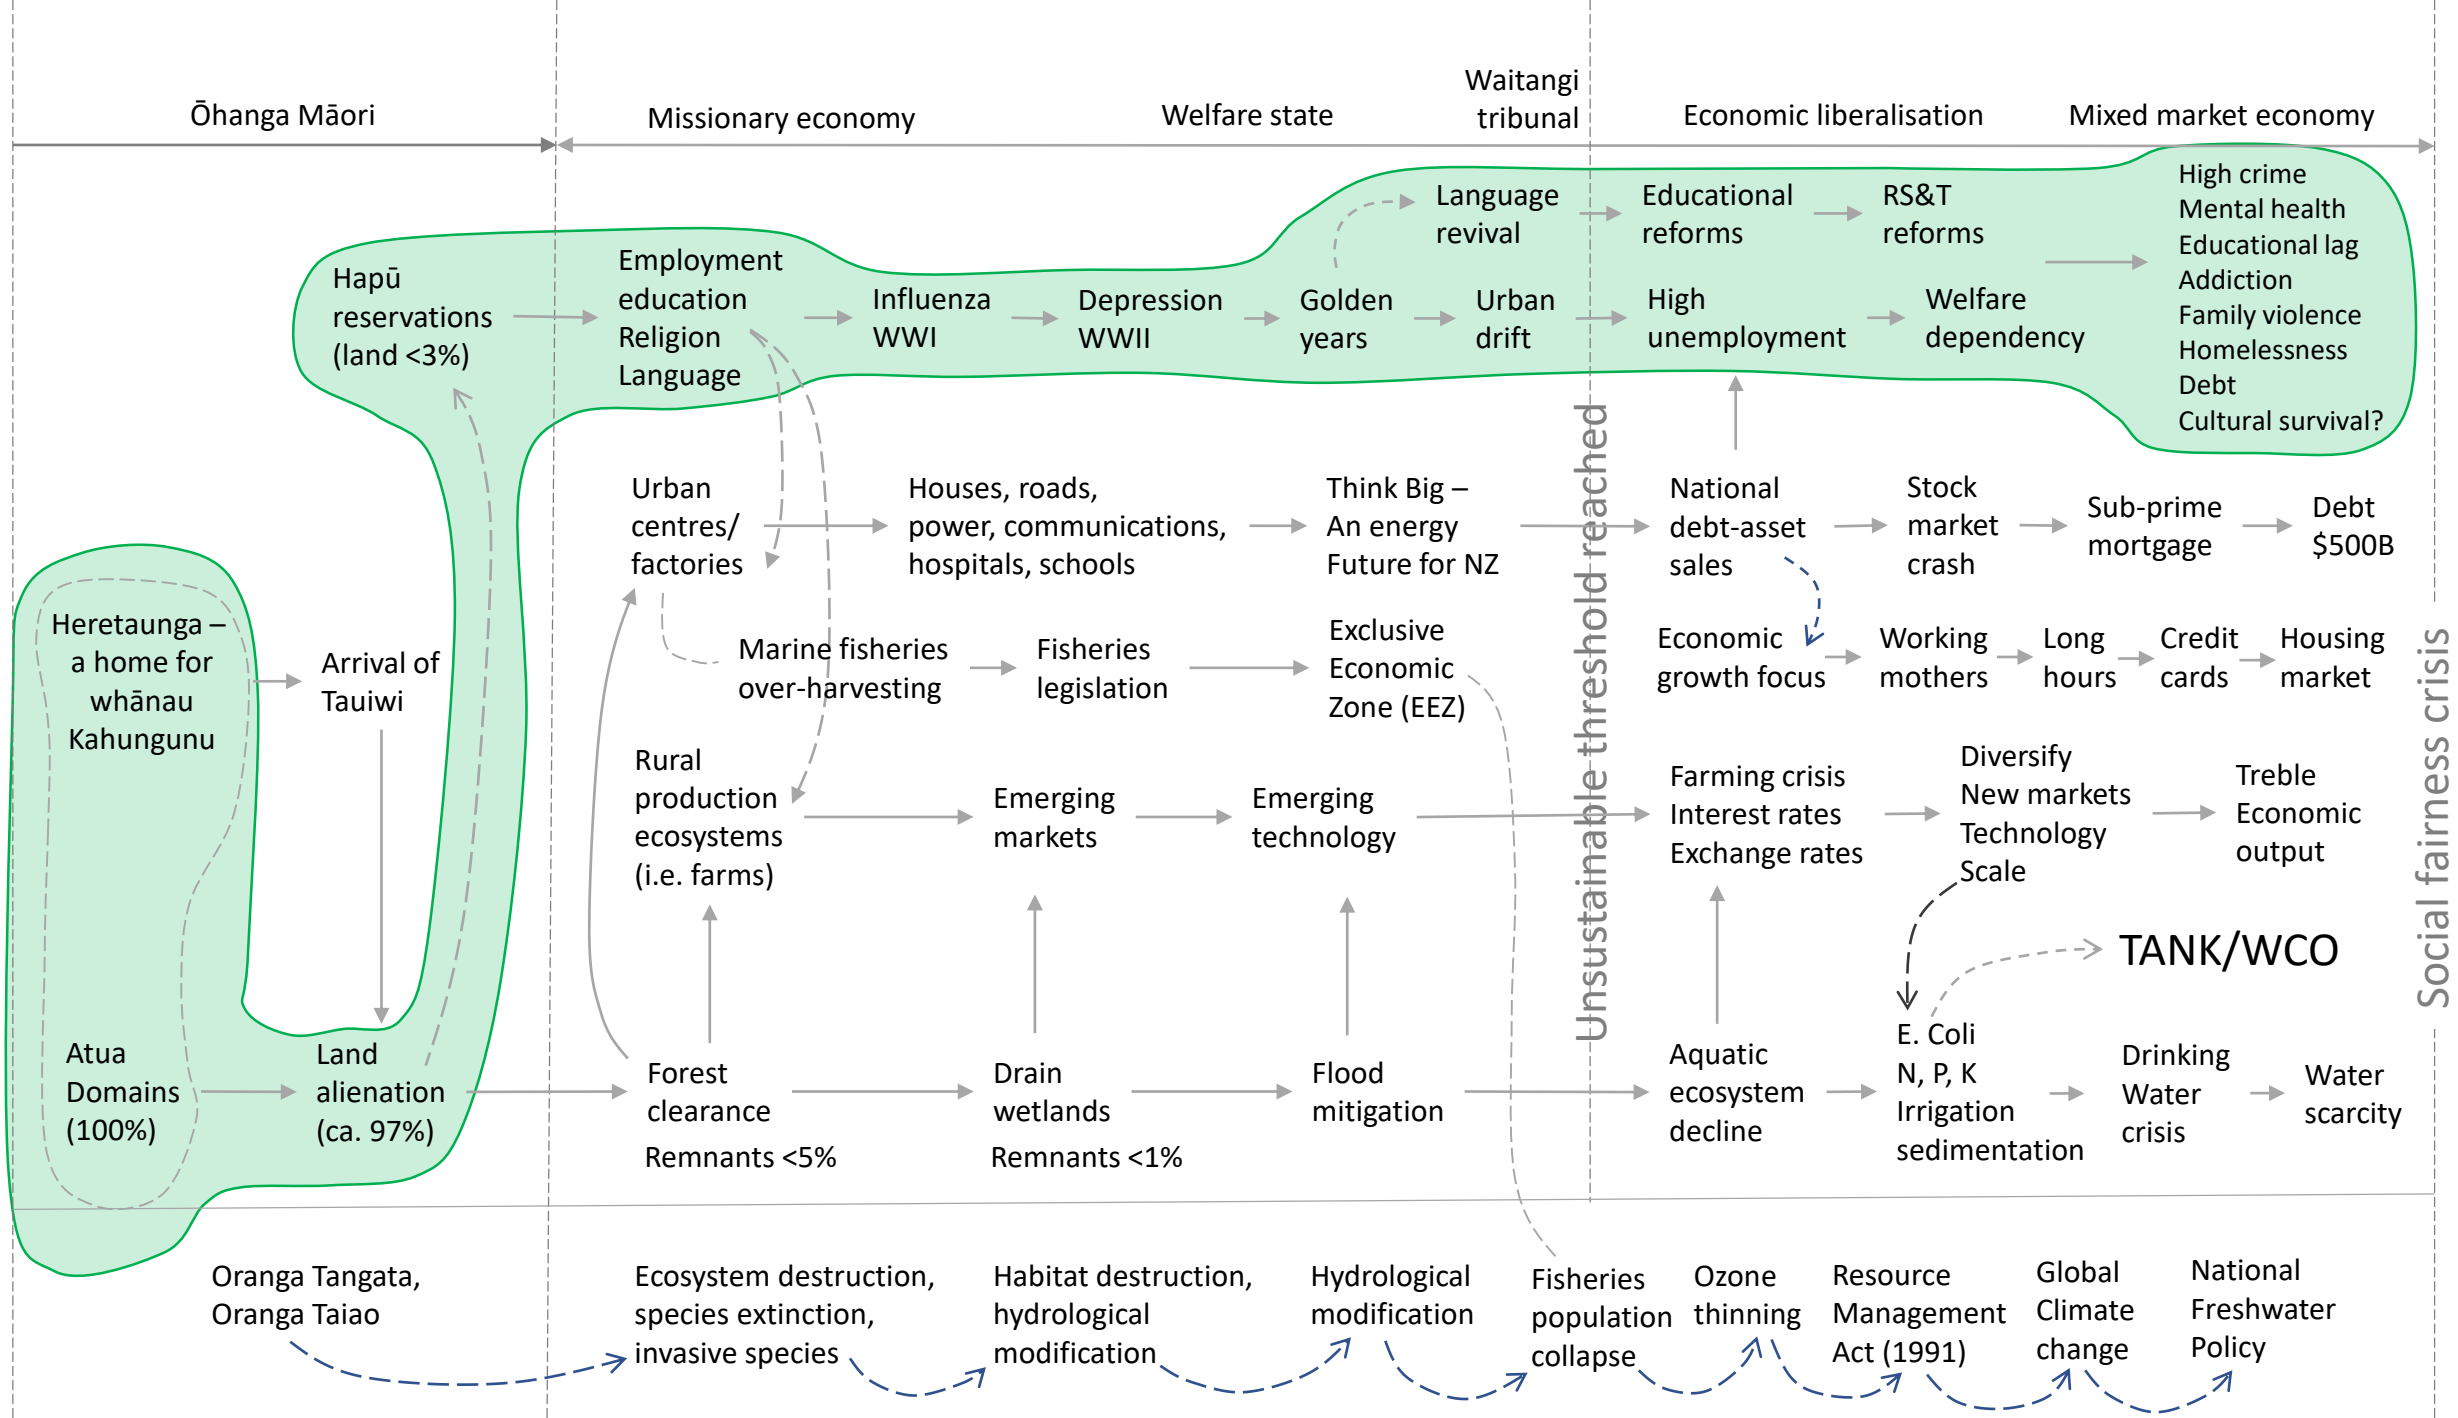 Ōhanga Māori
Missionary economy
Welfare state
Waitangi
tribunal
Economic liberalisation
Mixed market economy
Hapū
reservations
(land <3%)
Employment
education
Religion
Language
Influenza
WWI
Depression
WWII
Golden
years
Language
revival
Urban
drift
Educational
reforms
RS&T
reforms
High
unemployment
Welfare
dependency
High crime
Mental health
Educational lag
Addiction
Family violence
Homelessness
Debt
Cultural survival?
Urban
centres/
factories
Houses, roads,
power, communications,
hospitals, schools
Think Big –
An energy
Future for NZ
Unsustainable threshold reached
National
debt-asset
sales
Stock
market
crash
Sub-prime
mortgage
Debt
$500B
Heretaunga –
a home for
whānau
Kahungunu
Arrival of
Tauiwi
Marine fisheries
over-harvesting
Fisheries
legislation
Exclusive
Economic
Zone (EEZ)
Economic
growth focus
Working
mothers
Long
hours
Credit
cards
Housing
market
Social fairness crisis
Rural
production
ecosystems
(i.e. farms)
Emerging
markets
Emerging
technology
Farming crisis
Interest rates
Exchange rates
Diversify
New markets
Technology
Scale
Treble
Economic
output
TANK/WCO
Atua
Domains
(100%)
Land
alienation
(ca. 97%)
Forest
clearance
Remnants <5%
Drain
wetlands
Remnants <1%
Flood
mitigation
Aquatic
ecosystem
decline
E. Coli
N, P, K
Irrigation
sedimentation
Drinking
Water
crisis
Water
scarcity
Oranga Tangata,
Oranga Taiao
Ecosystem destruction,
species extinction,
invasive species
Habitat destruction,
hydrological
modification
Hydrological
modification
Fisheries
population
collapse
Ozone
thinning
Resource
Management
Act (1991)
Global
Climate
change
National
Freshwater
Policy